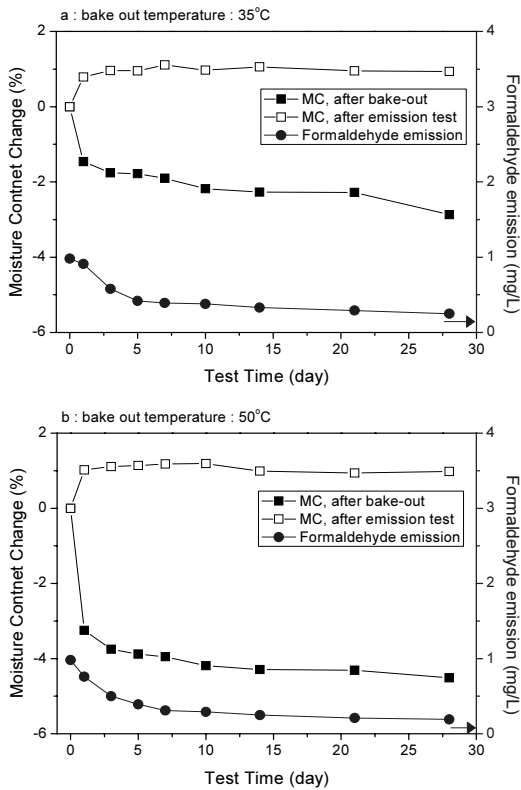 a : bake out temperature : 35°C
2
0
-2
-4
-6
4
3
2
1
0
MC, after bake-out
MC, after emission test
Formaldehyde emission
Moisture Contnet Change (%)
Formaldehyde emission (mg/L)
0 5 10 15 20 25 30
Test Time (day)
b : bake out temperature : 50°C
2
0
-2
-4
-6
4
3
2
1
0
MC, after bake-out
MC, after emission test
Formaldehyde emission
Moisture Contnet Change (%)
Formaldehyde emission (mg/L)
0 5 10 15 20 25 30
Test Time (day)